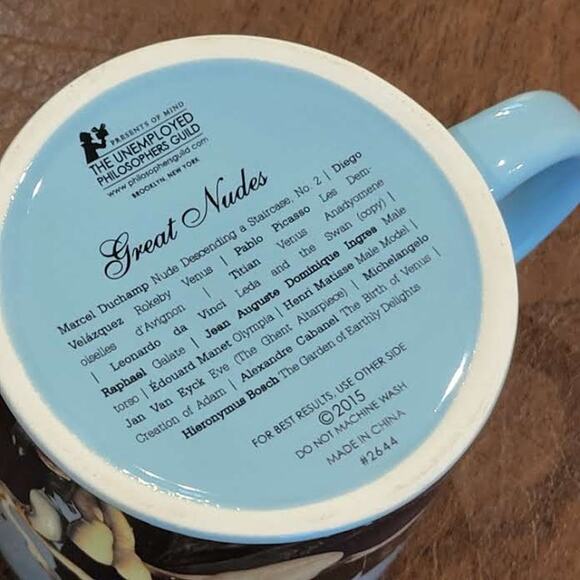 PRESENTS OF MIND
THE UNEMPLOYED
PHILOSOPHERS GUILD
www.philosophersguild.com
BROOKLYN, NEW YORK
Great Nudes
Marcel Duchamp Nude Descending a Staircase, No. 2 | Diego
Velázquez Rokeby Venus | Pablo Picasso Les Dem-
oiselles d'Avignon | Titian Venus Anadyomene
| Leonardo da Vinci Leda and the Swan (copy) |
Raphael Galatea | Jean Auguste Dominique Ingres Male
torso | Édouard Manet Olympia | Henri Matisse Male Model |
Jan Van Eyck Eve (The Ghent Altarpiece) | Michelangelo
Creation of Adam | Alexandre Cabanel The Birth of Venus |
Hieronymus Bosch The Garden of Earthly Delights
FOR BEST RESULTS, USE OTHER SIDE
©2015
DO NOT MACHINE WASH
MADE IN CHINA
#2644